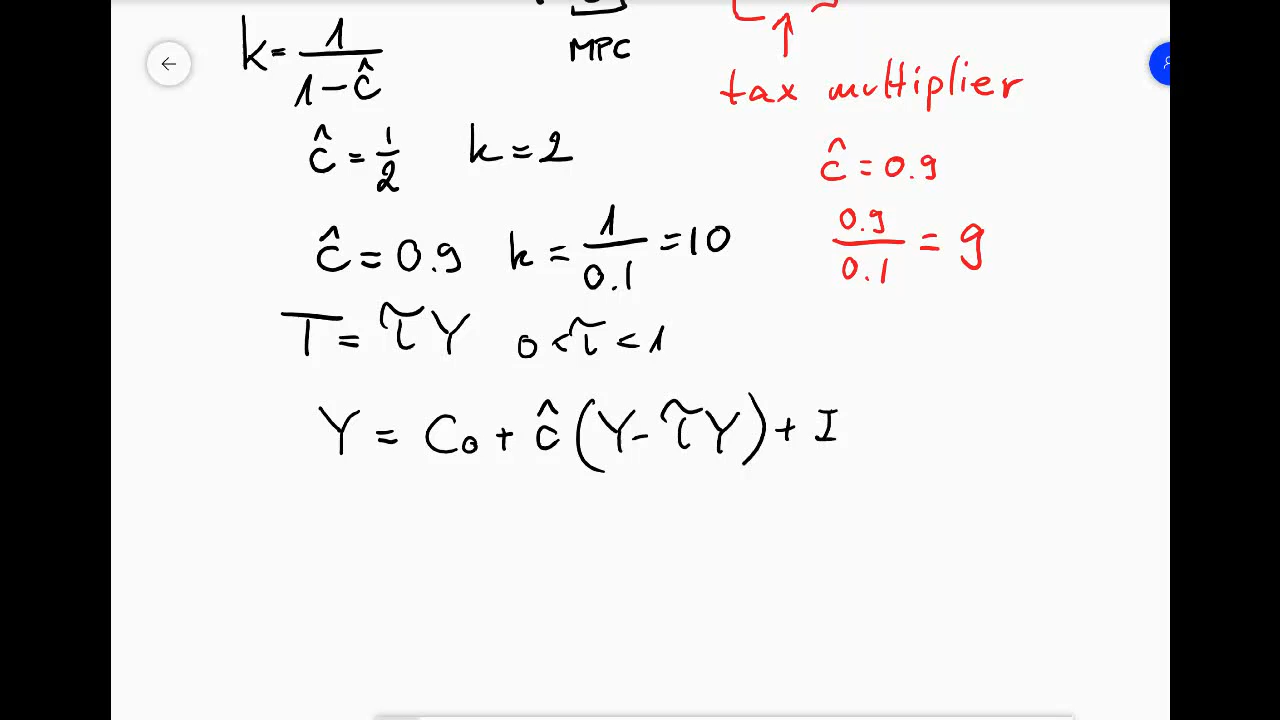 k = 1/(1-ĉ)
MPC
tax multiplier
ĉ = 1/2 k = 2
ĉ = 0.9
ĉ = 0.9 k = 1/0.1 = 10
0.9/0.1 = 9
T = τY 0 < τ < 1
Y = C₀ + ĉ(Y - τY) + I